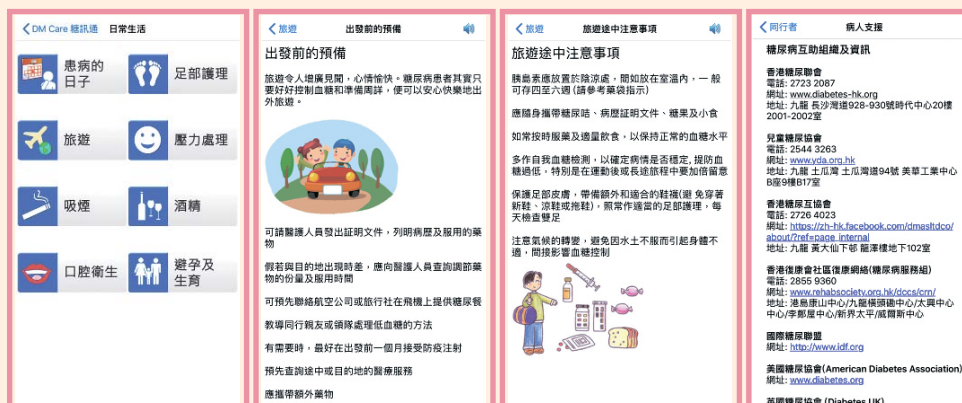 DM Care 糖訊通 日常生活
患病的
日子
足部護理
旅遊
壓力處理
吸煙
酒精
口腔衛生
避孕及
生育
旅遊 出發前的預備
出發前的預備
旅遊令人增廣見聞，心情愉快。糖尿病患者其實只
要好好控制血糖和準備周詳，便可以安心快樂地出
外旅遊。
可請醫護人員發出証明文件，列明病歷及服用的藥
物
假若與目的地出現時差，應向醫護人員查詢調節藥
物的份量及服用時間
可預先聯絡航空公司或旅行社在飛機上提供糖尿餐
教導同行親友或領隊處理低血糖的方法
有需要時，最好在出發前一個月接受防疫注射
預先查詢途中或目的地的醫療服務
應攜帶額外藥物
旅遊 旅遊途中注意事項
旅遊途中注意事項
胰島素應放置於陰涼處，間如放在室溫內，一般
可存四至六週 (請參考藥袋指示)
應隨身攜帶糖尿咭、病歷証明文件、糖果及小食
如常按時服藥及適量飲食，以保持正常的血糖水平
多作自我血糖檢測，以確定病情是否穩定, 提防血
糖過低，特別是在運動後或長途旅程中要加倍留意
保護足部皮膚，帶備額外和適合的鞋襪(避 免穿著
新鞋、涼鞋或拖鞋)，照常作適當的足部護理，每
天檢查雙足
注意氣候的轉變，避免因水土不服而引起身體不
適，間接影響血糖控制
同行者 病人支援
糖尿病互助組織及資訊
香港糖尿聯會
電話: 2723 2087
網址: www.diabetes-hk.org
地址: 九龍 長沙灣道928-930號時代中心20樓
2001-2002室
兒童糖尿協會
電話: 2544 3263
網址: www.yda.org.hk
地址: 九龍 土瓜灣 土瓜灣道94號 美華工業中心
B座9樓B17室
香港糖尿互協會
電話: 2726 4023
網址: https://zh-hk.facebook.com/dmasltdco/
about/?ref=page_internal
地址: 九龍 黃大仙下邨 龍澤樓地下102室
香港復康會社區復康網絡(糖尿病服務組)
電話: 2855 9360
網址: www.rehabsociety.org.hk/dccs/crn/
地址: 港島康山中心/九龍橫頭磡中心/太興中心
中心/李鄭屋中心/新界太平/威爾斯中心
國際糖尿聯盟
網址: http://www.idf.org
美國糖尿協會(American Diabetes Association)
網址: www.diabetes.org
英國糖尿協會 (Diabetes UK)